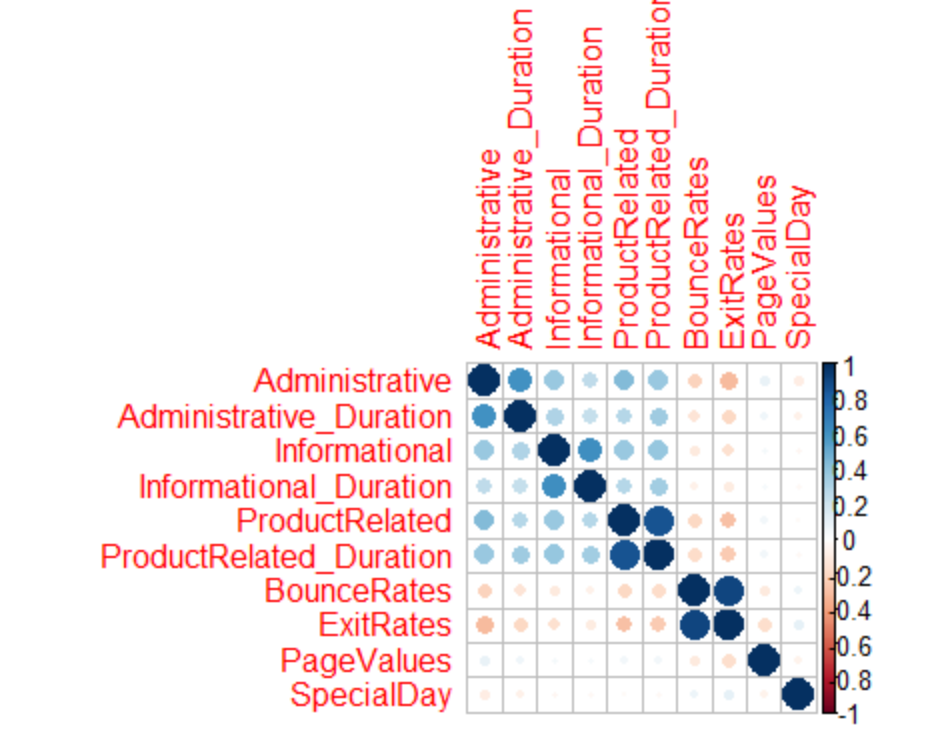 Administrative
Administrative_Duration
Informational
Informational_Duration
ProductRelated
ProductRelated_Duration
BounceRates
ExitRates
PageValues
SpecialDay
Administrative
Administrative_Duration
Informational
Informational_Duration
ProductRelated
ProductRelated_Duration
BounceRates
ExitRates
PageValues
SpecialDay
1
0.8
0.6
0.4
0.2
0
-0.2
-0.4
-0.6
-0.8
-1